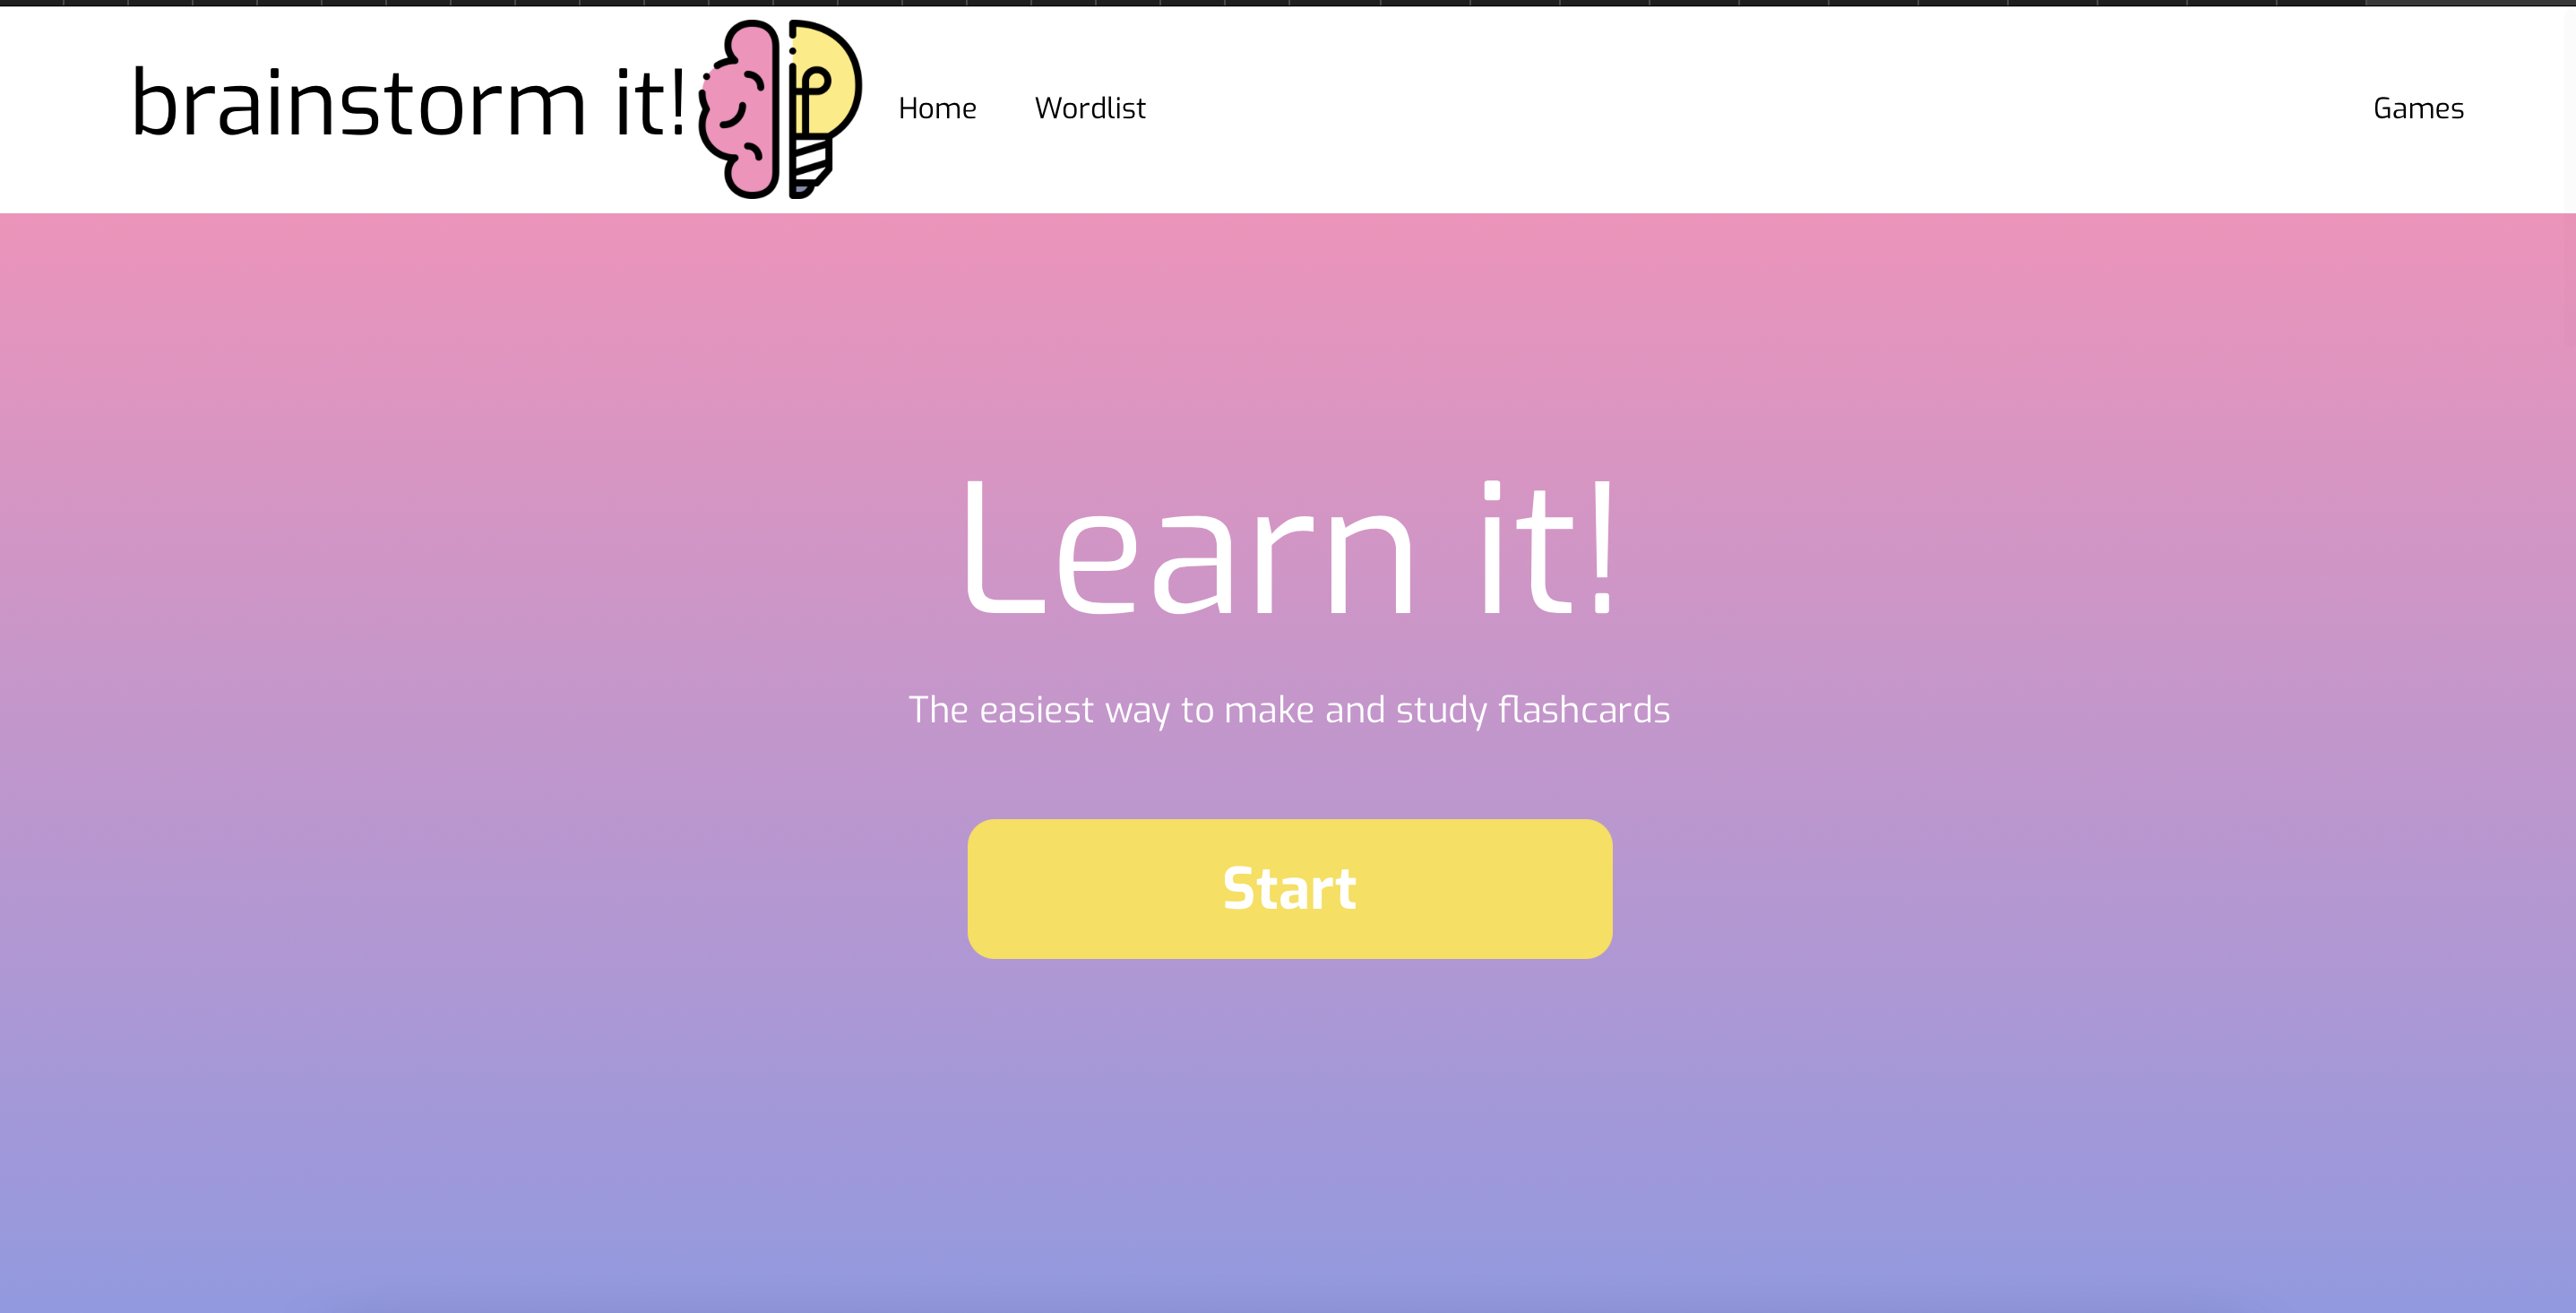 brainstorm it! Home Wordlist Games
Learn it!
The easiest way to make and study flashcards
Start